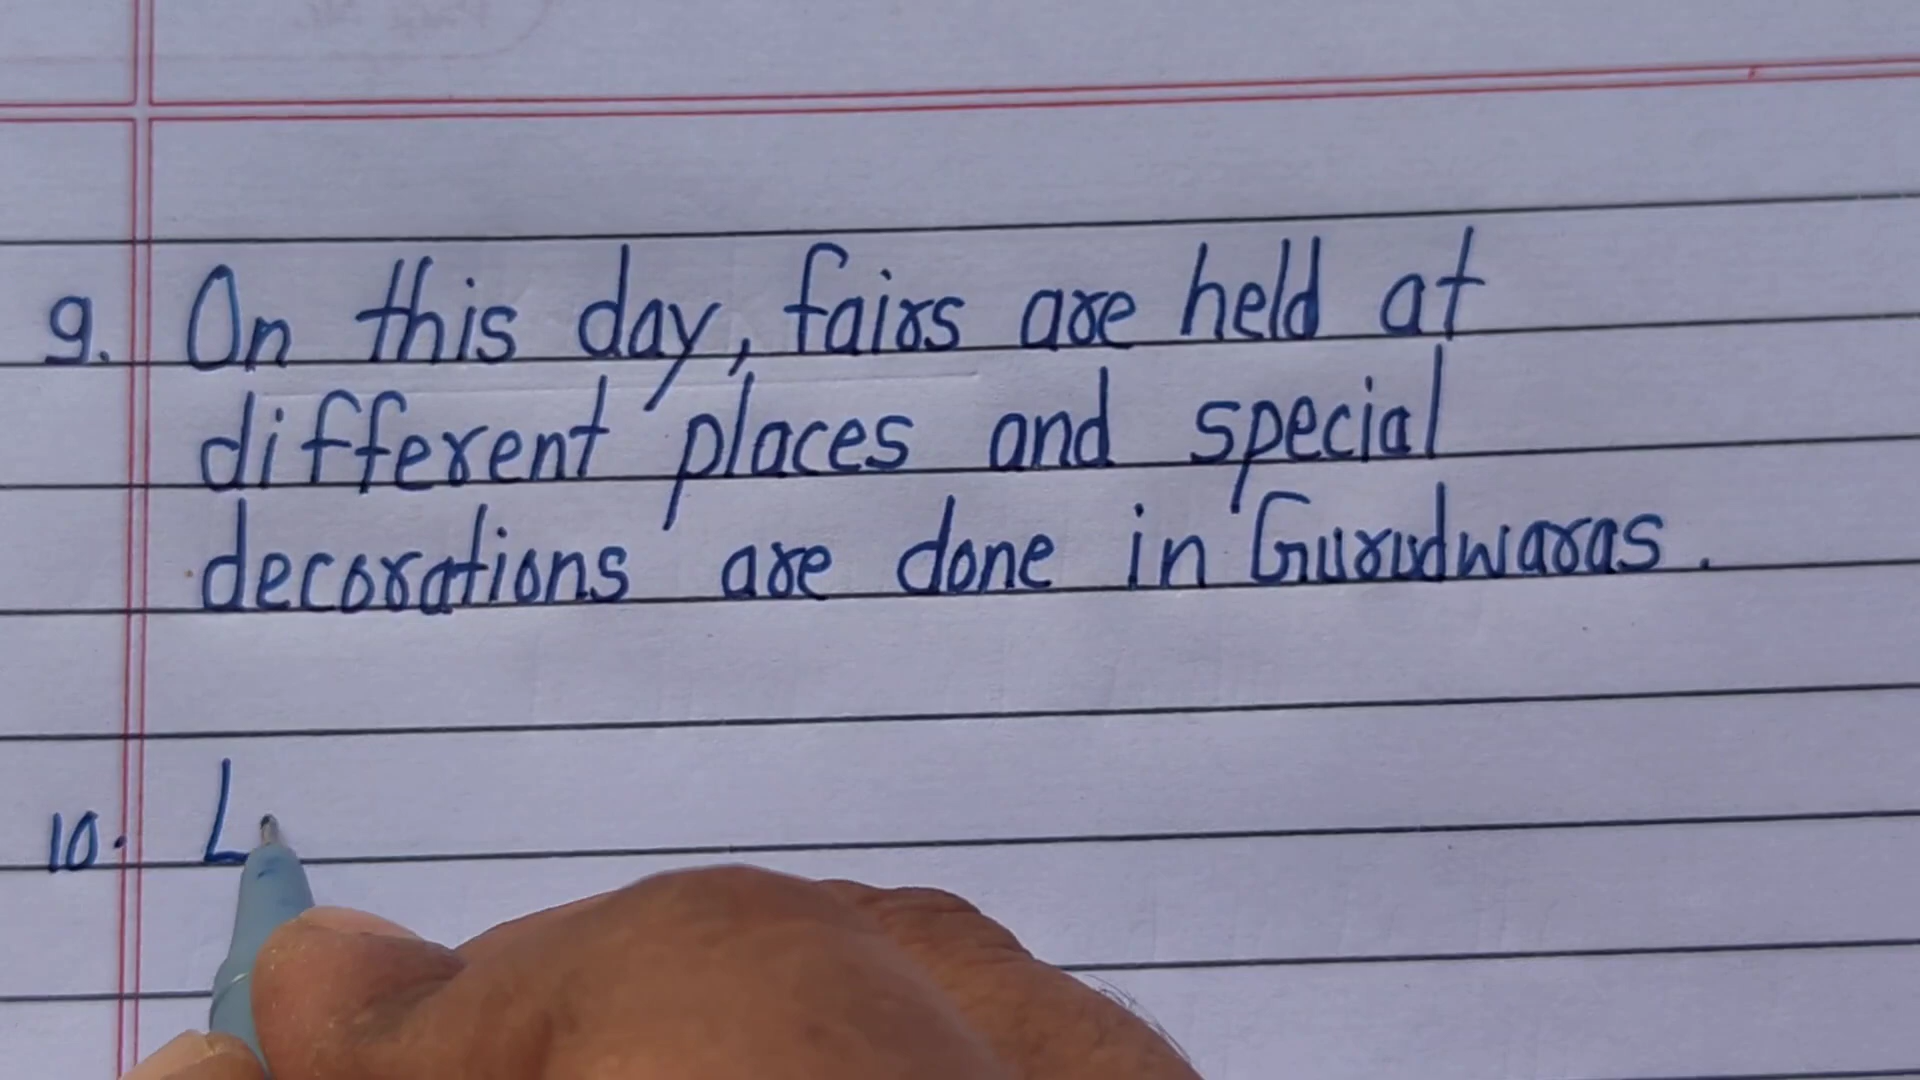 9. On this day, fairs are held at
different places and special
decorations are done in Gurudwaras.
10. L